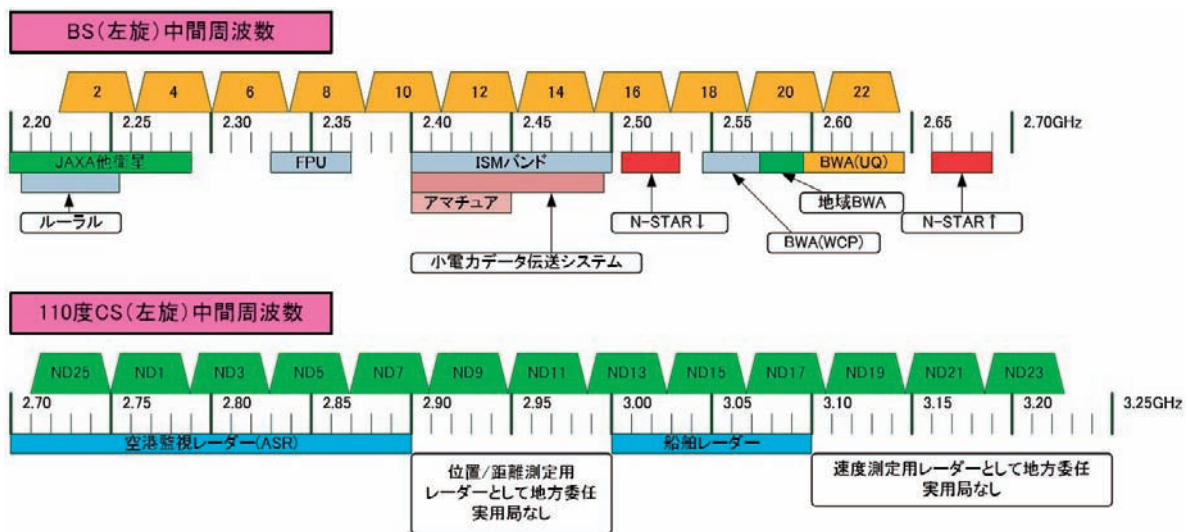 BS(左旋)中間周波数
2 4 6 8 10 12 14 16 18 20 22
2.20 2.25 2.30 2.35 2.40 2.45 2.50 2.55 2.60 2.65 2.70GHz
JAXA他衛星 FPU ISMバンド BWA(UQ)
アマチュア
ルーラル N-STAR↓ 地域BWA N-STAR↑
BWA(WCP)
小電力データ伝送システム
110度CS(左旋)中間周波数
ND25 ND1 ND3 ND5 ND7 ND9 ND11 ND13 ND15 ND17 ND19 ND21 ND23
2.70 2.75 2.80 2.85 2.90 2.95 3.00 3.05 3.10 3.15 3.20 3.25GHz
空港監視レーダー(ASR) 船舶レーダー
位置/距離測定用
レーダーとして地方委任
実用局なし
速度測定用レーダーとして地方委任
実用局なし